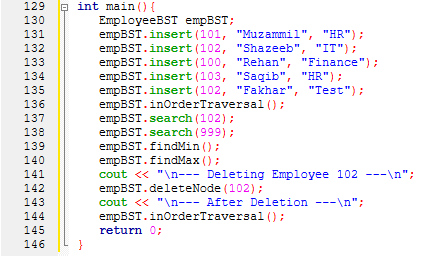 129 int main(){
130 EmployeeBST empBST;
131 empBST.insert(101, "Muzammil", "HR");
132 empBST.insert(102, "Shazeeb", "IT");
133 empBST.insert(100, "Rehan", "Finance");
134 empBST.insert(103, "Saqib", "HR");
135 empBST.insert(102, "Fakhar", "Test");
136 empBST.inOrderTraversal();
137 empBST.search(102);
138 empBST.search(999);
139 empBST.findMin();
140 empBST.findMax();
141 cout << "\n--- Deleting Employee 102 ---\n";
142 empBST.deleteNode(102);
143 cout << "\n--- After Deletion ---\n";
144 empBST.inOrderTraversal();
145 return 0;
146 }